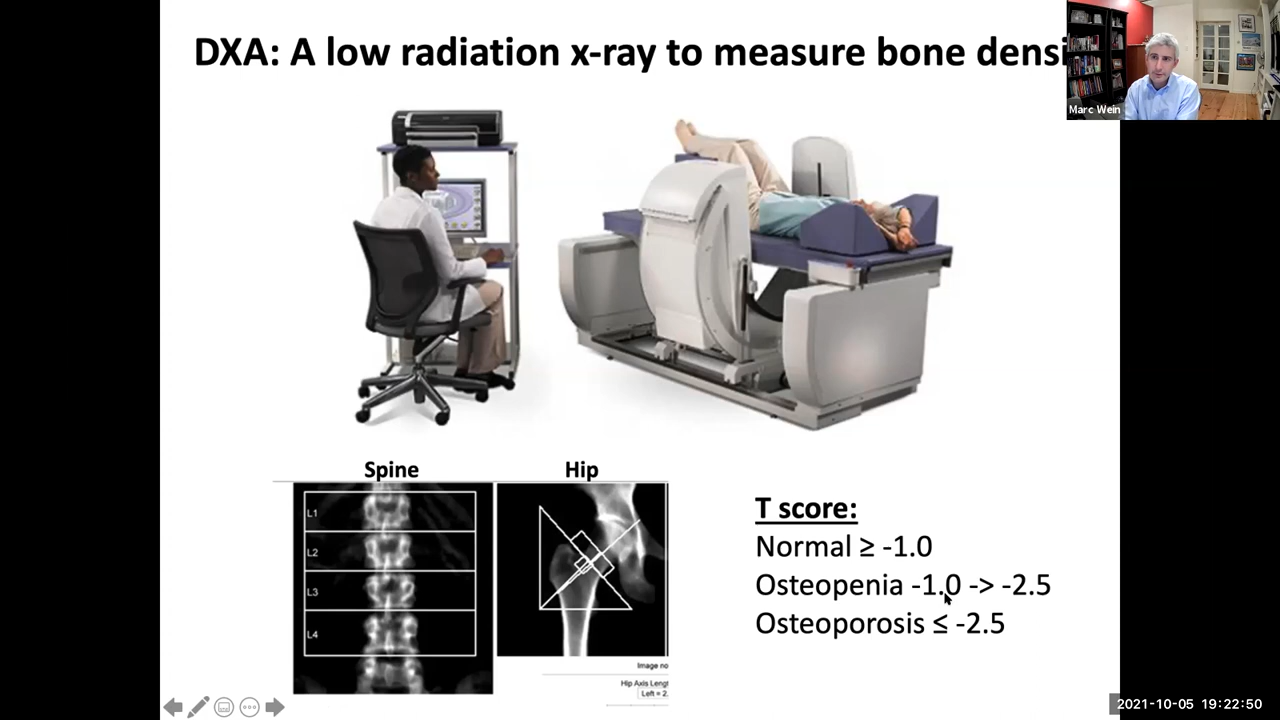 DXA: A low radiation x-ray to measure bone densi
Marc Wein
Spine
Hip
L1
L2
L3
L4
T score:
Normal ≥ -1.0
Osteopenia -1.0 -> -2.5
Osteoporosis ≤ -2.5
Image no
Hip Axis Lengt
Left = 2.
2021-10-05 19:22:50